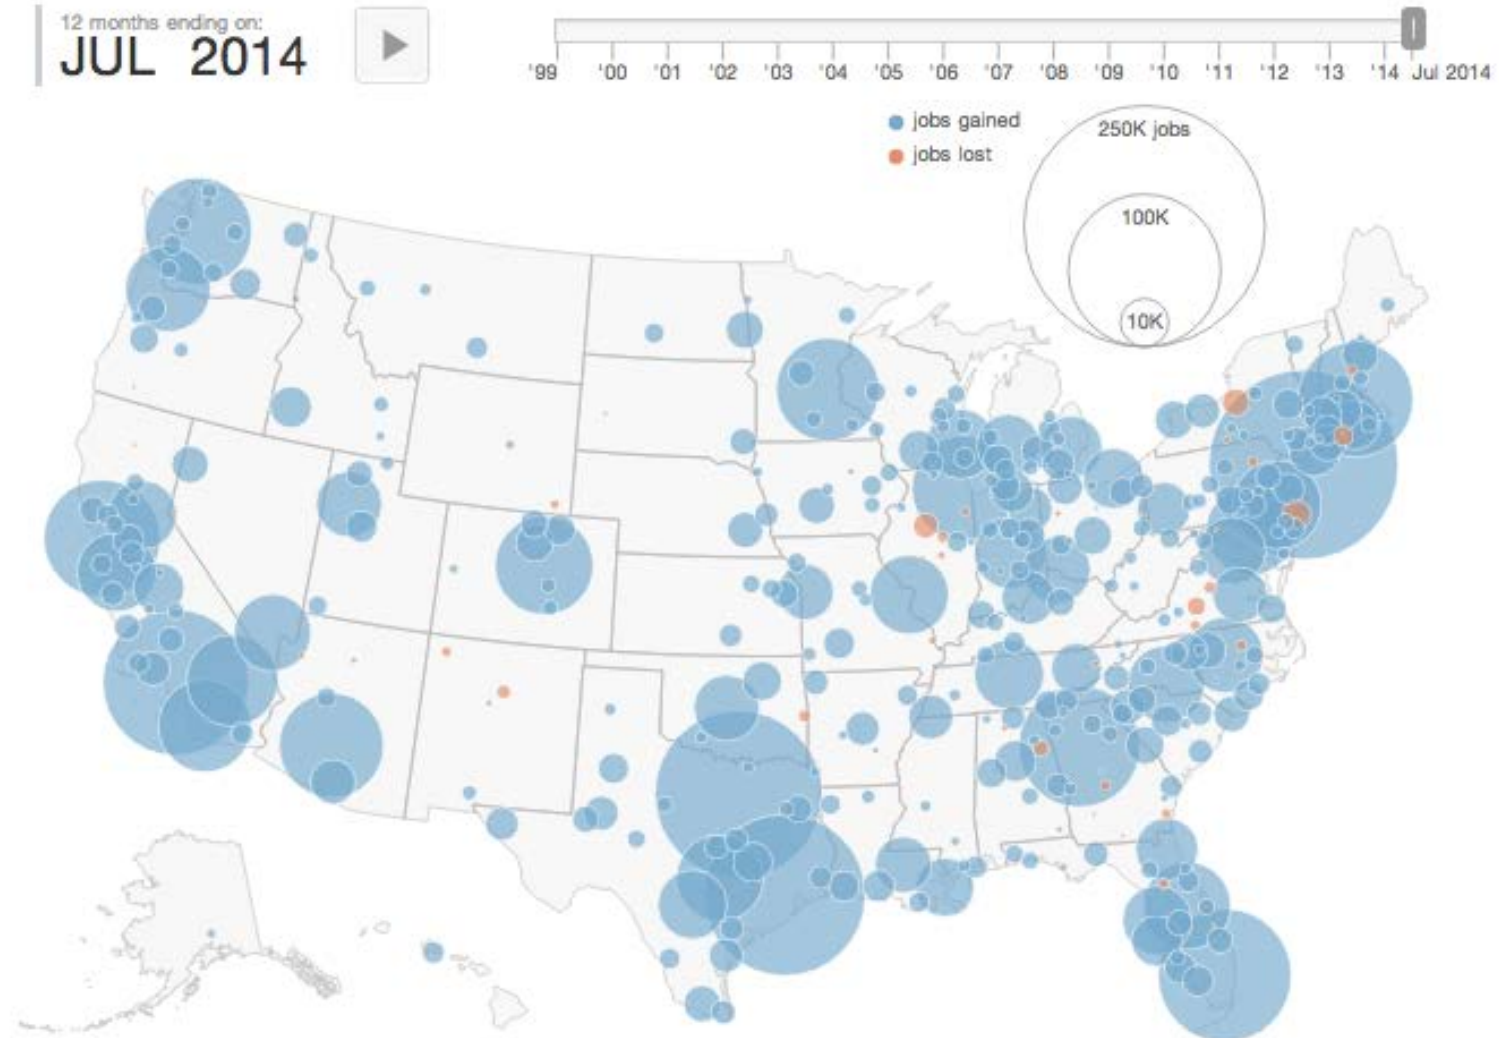 12 months ending on:
JUL 2014
'99 '00 '01 '02 '03 '04 '05 '06 '07 '08 '09 '10 '11 '12 '13 '14 Jul 2014
jobs gained
jobs lost
250K jobs
100K
10K